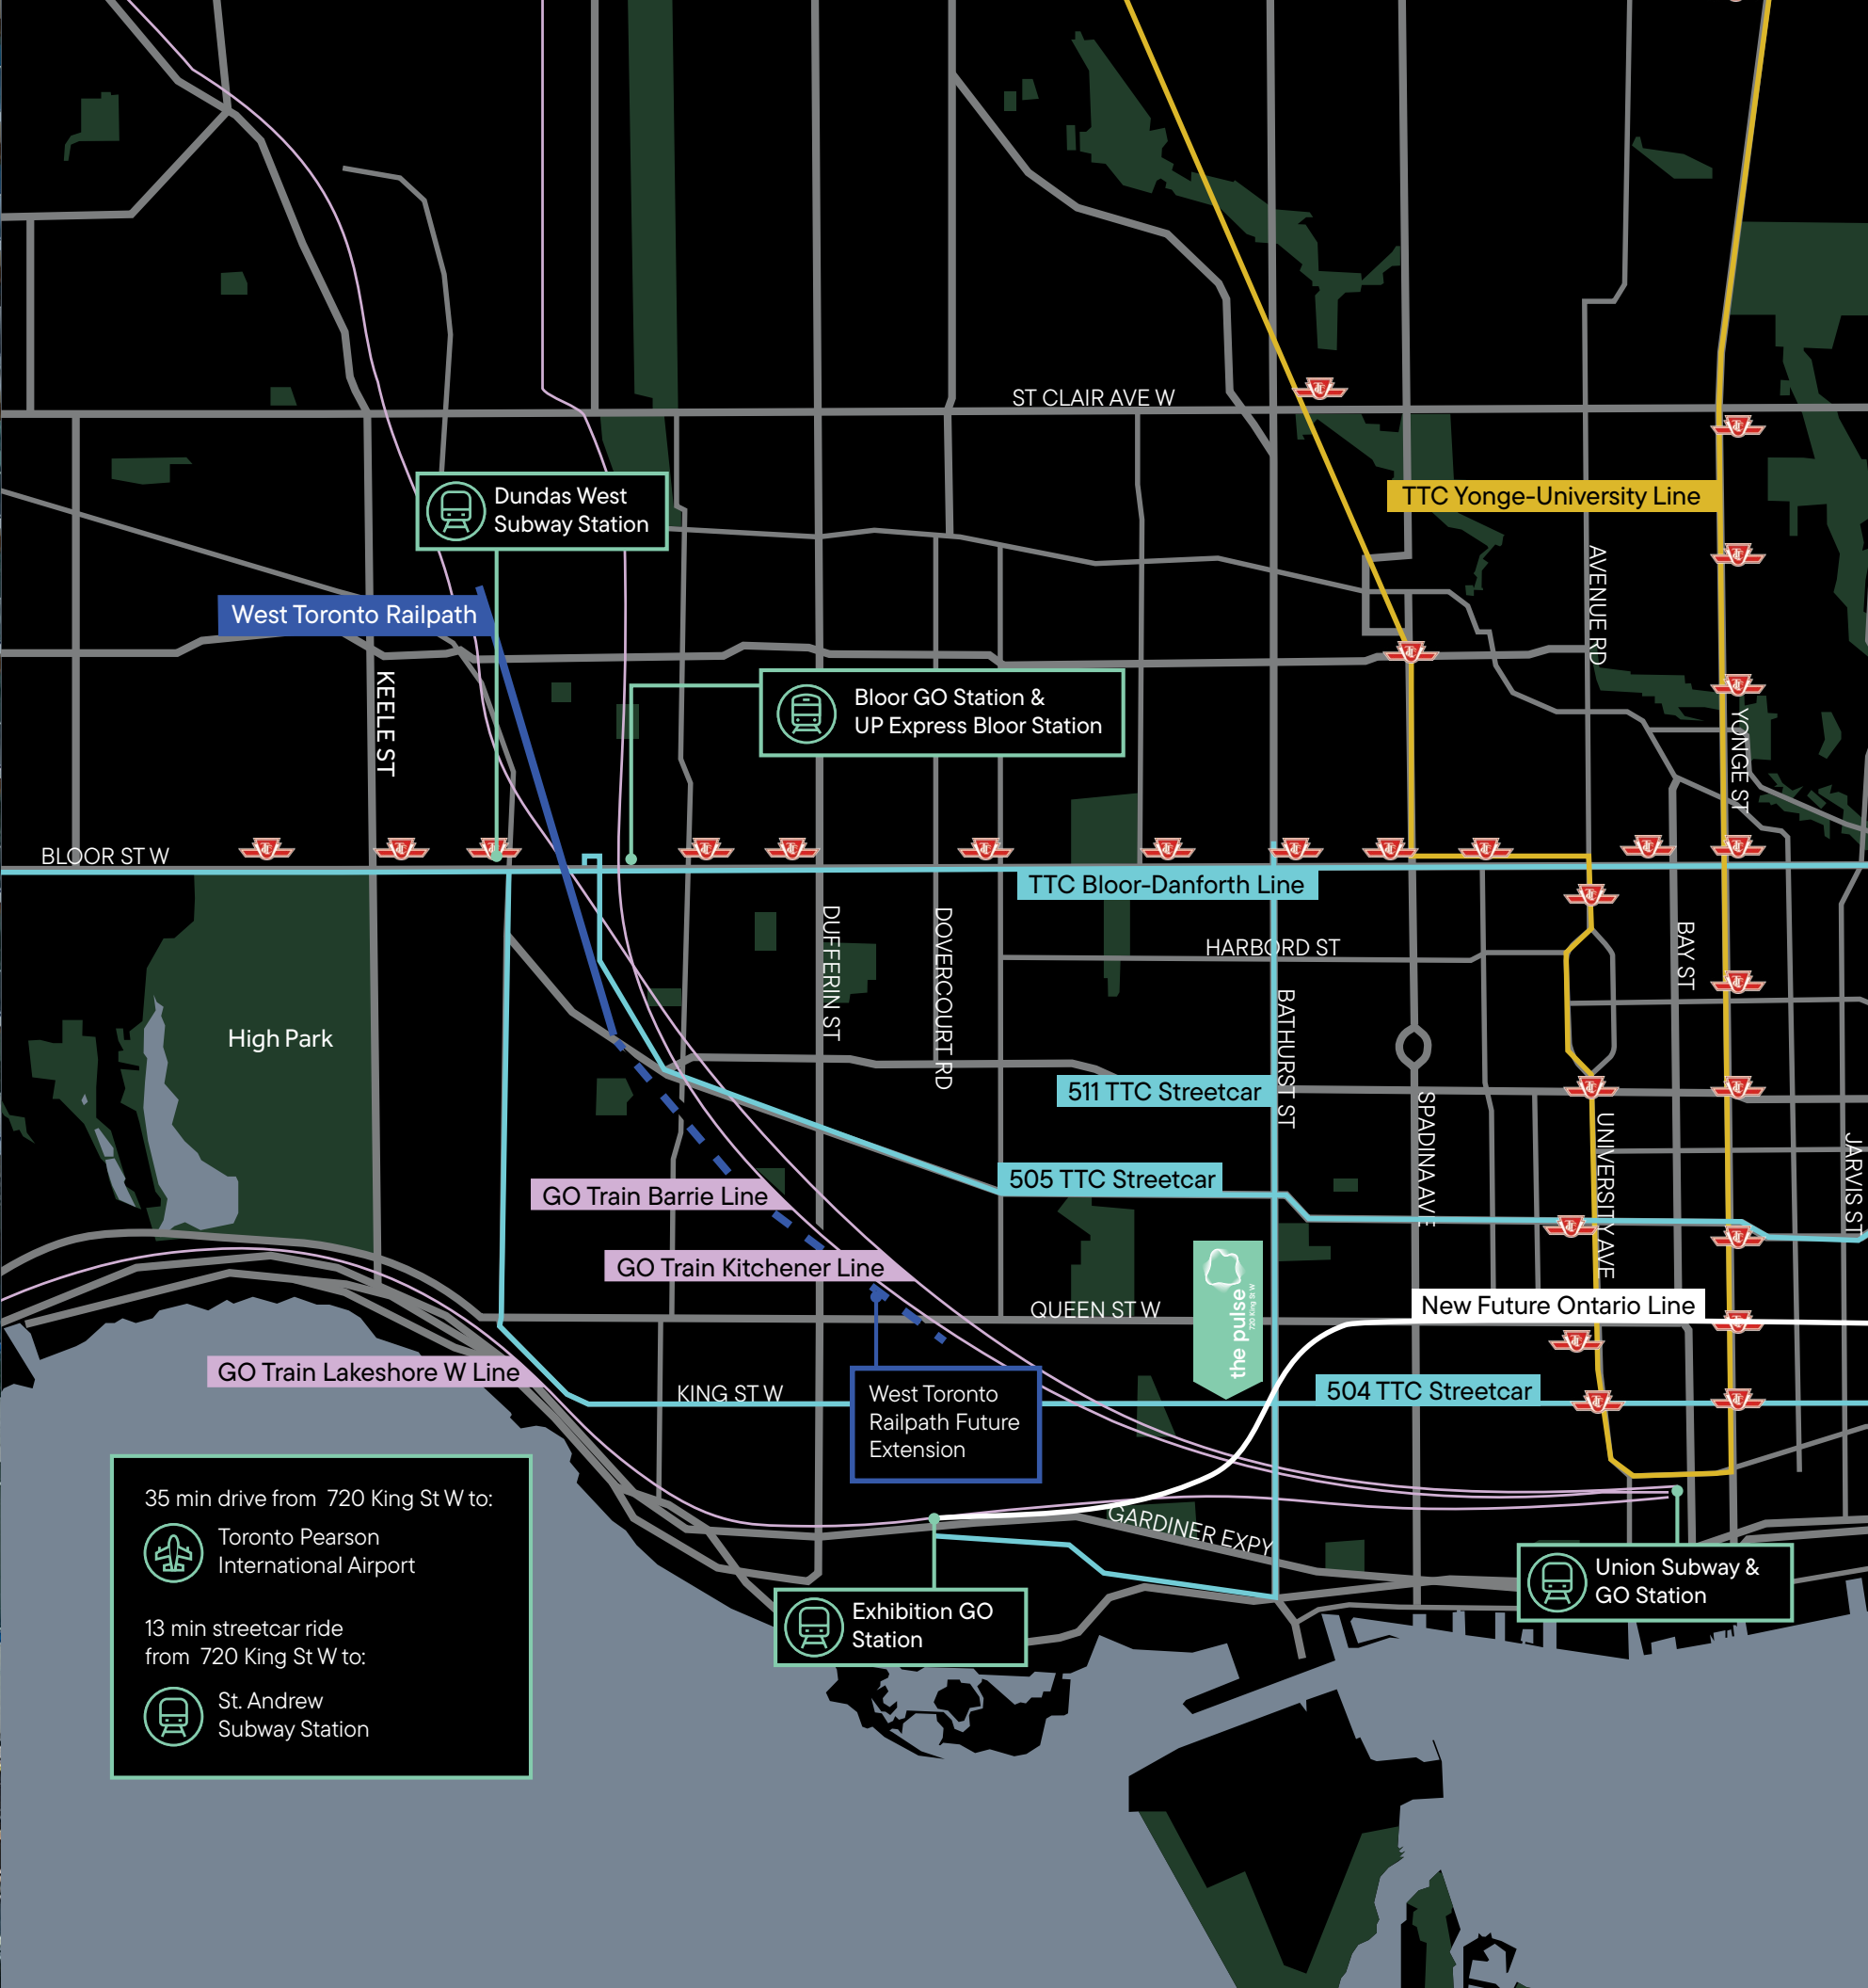 ST CLAIR AVE W
TTC Yonge-University Line
Dundas West
Subway Station
AVENUE RD
West Toronto Railpath
KEELE ST
Bloor GO Station &
UP Express Bloor Station
YONGE ST
BLOOR ST W
TTC Bloor-Danforth Line
DUFFERIN ST
DOVERCOURT RD
HARBORD ST
BAY ST
High Park
BATHURST ST
511 TTC Streetcar
SPADINA AVE
UNIVERSITY AVE
JARVIS ST
505 TTC Streetcar
GO Train Barrie Line
GO Train Kitchener Line
the pulse
720 King St W
QUEEN ST W
New Future Ontario Line
GO Train Lakeshore W Line
KING ST W
504 TTC Streetcar
West Toronto
Railpath Future
Extension
35 min drive from 720 King St W to:
Toronto Pearson
International Airport
13 min streetcar ride
from 720 King St W to:
St. Andrew
Subway Station
GARDINER EXPY
Exhibition GO
Station
Union Subway &
GO Station